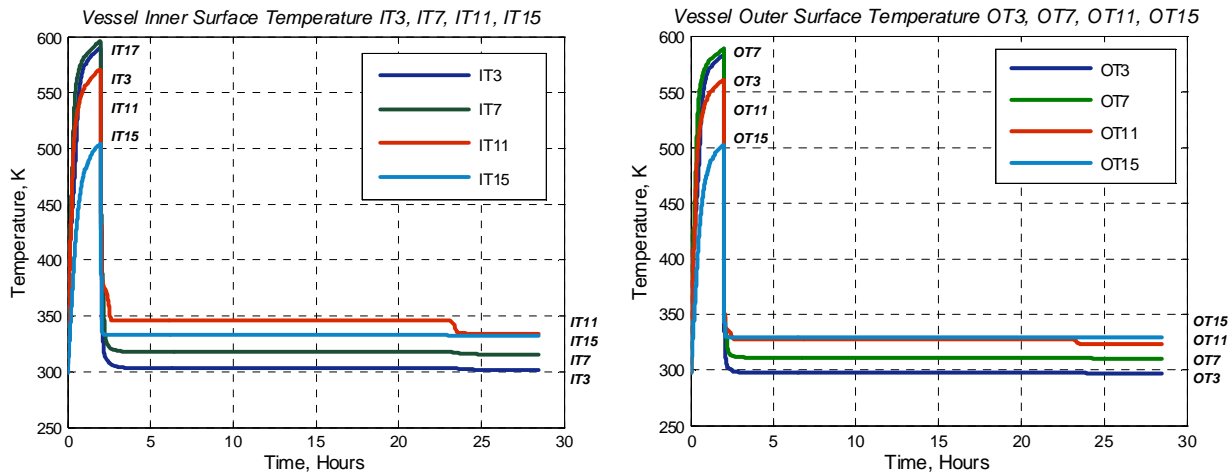 Vessel Inner Surface Temperature IT3, IT7, IT11, IT15
600
550
500
450
400
350
300
250
Temperature, K
0
5
10
15
20
25
30
Time, Hours
IT17
IT3
IT11
IT15
IT3
IT7
IT11
IT15
IT11
IT15
IT7
IT3
Vessel Outer Surface Temperature OT3, OT7, OT11, OT15
600
550
500
450
400
350
300
250
Temperature, K
0
5
10
15
20
25
30
Time, Hours
OT7
OT3
OT11
OT15
OT3
OT7
OT11
OT15
OT15
OT11
OT7
OT3